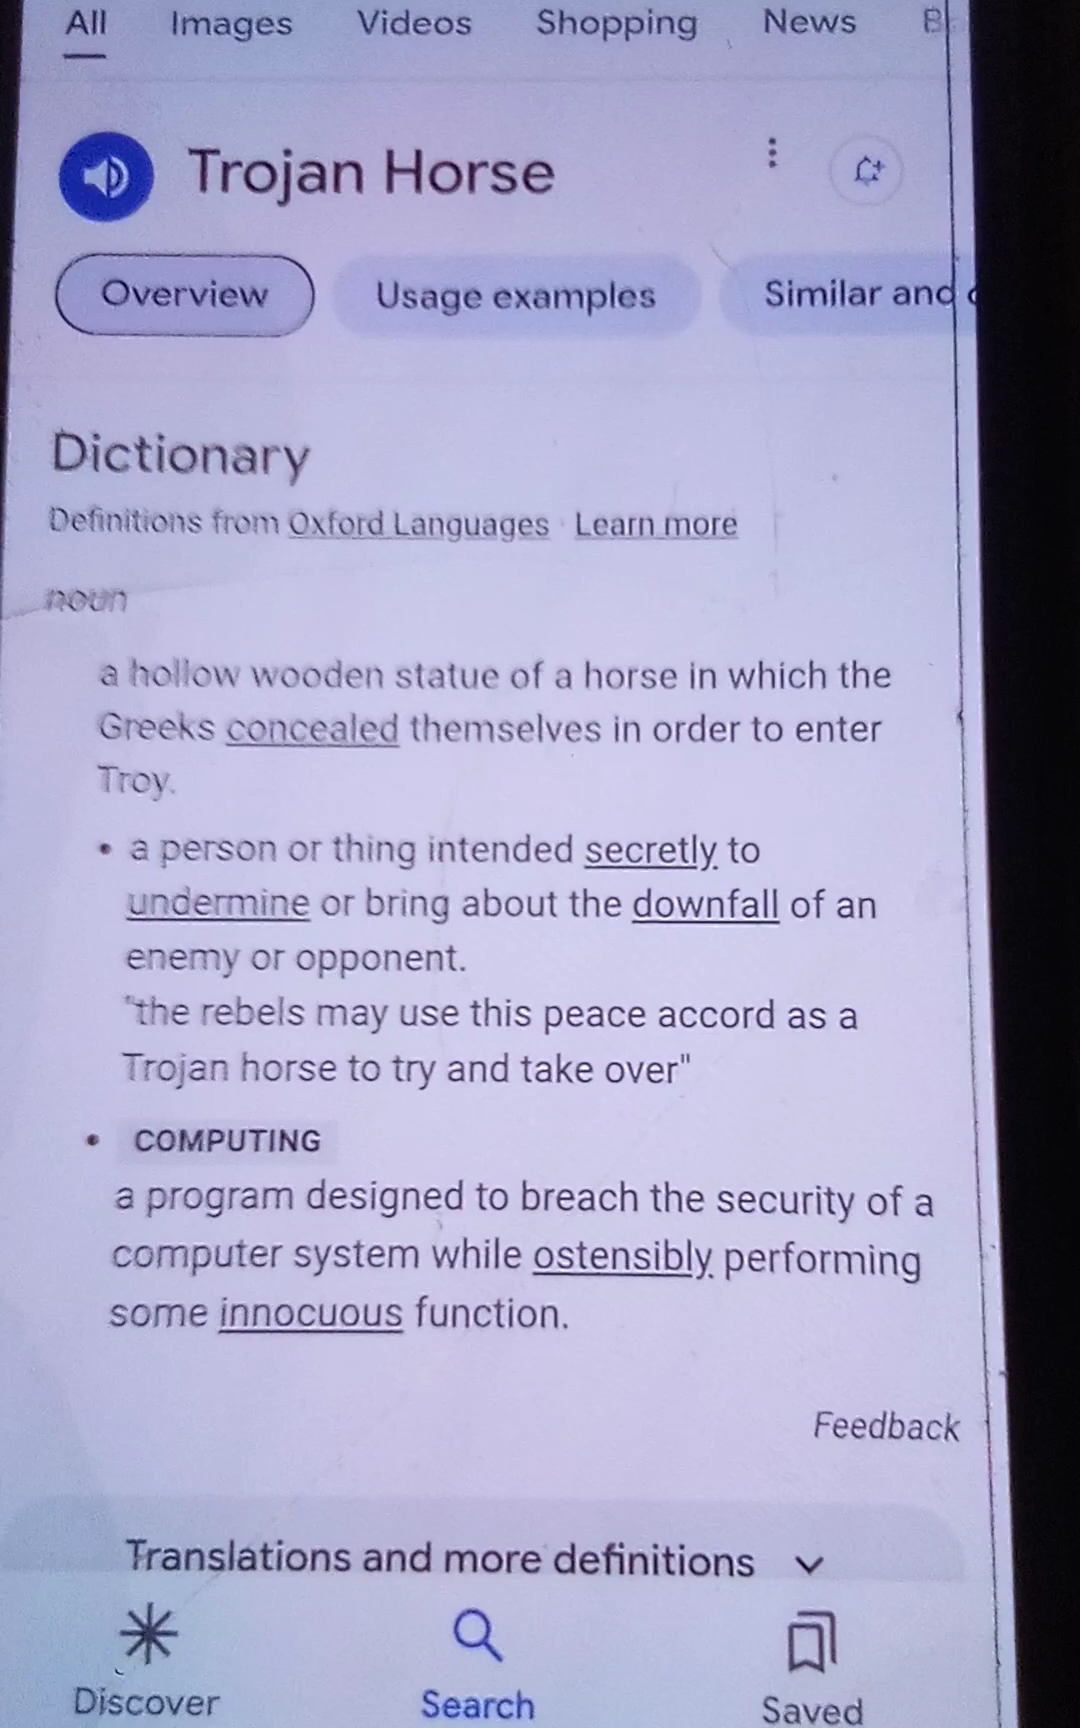 All Images Videos Shopping News
Trojan Horse
Overview Usage examples Similar and
Dictionary
Definitions from Oxford Languages · Learn more
noun
a hollow wooden statue of a horse in which the
Greeks concealed themselves in order to enter
Troy.
• a person or thing intended secretly to
undermine or bring about the downfall of an
enemy or opponent.
"the rebels may use this peace accord as a
Trojan horse to try and take over"
• COMPUTING
a program designed to breach the security of a
computer system while ostensibly performing
some innocuous function.
Feedback
Translations and more definitions
Discover Search Saved